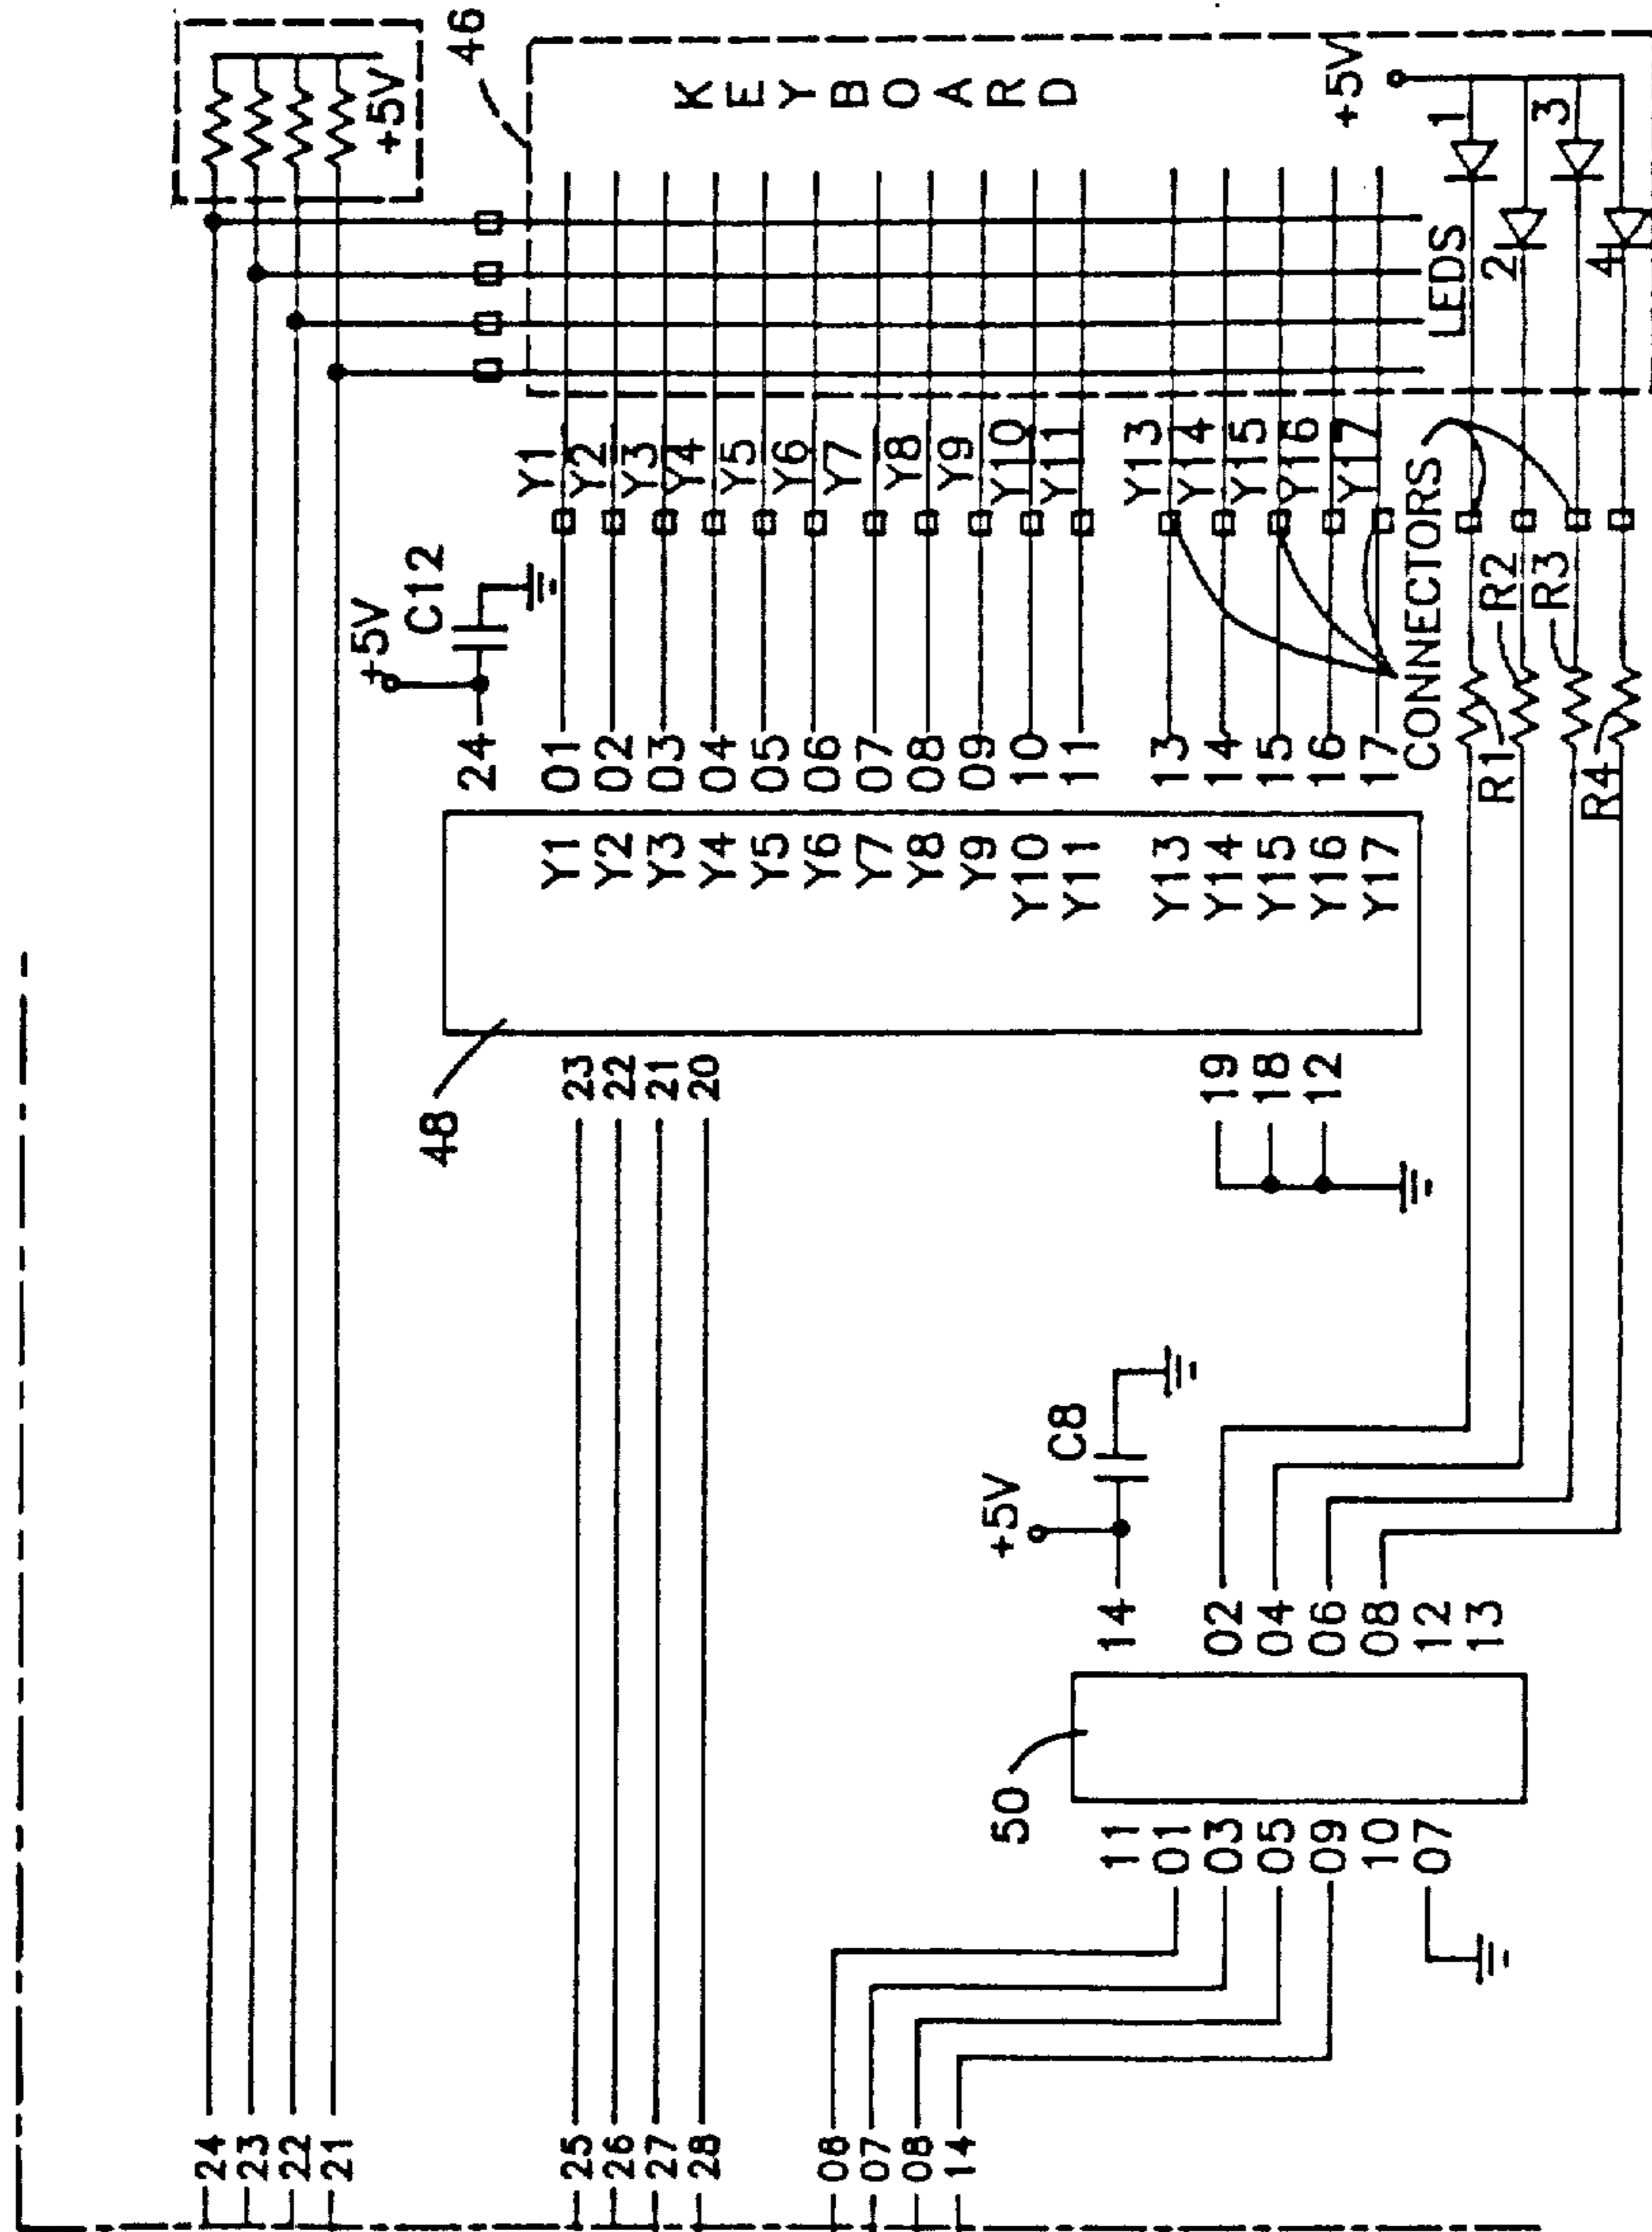 +5V
46
KEYBOARD
+5V
1
3
2
4
LEDS
Y1
Y2
Y3
Y4
Y5
Y6
Y7
Y8
Y9
Y10
Y11
Y13
Y14
Y15
Y16
Y17
CONNECTORS
+5V
C12
24
01
02
03
04
05
06
07
08
09
10
11
13
14
15
16
17
R1
R2
R3
R4
Y1
Y2
Y3
Y4
Y5
Y6
Y7
Y8
Y9
Y10
Y11
Y13
Y14
Y15
Y16
Y17
48
23
22
21
20
19
18
12
+5V
C8
14
02
04
06
08
12
13
50
11
01
03
05
09
10
07
24
23
22
21
25
26
27
28
07
08
14